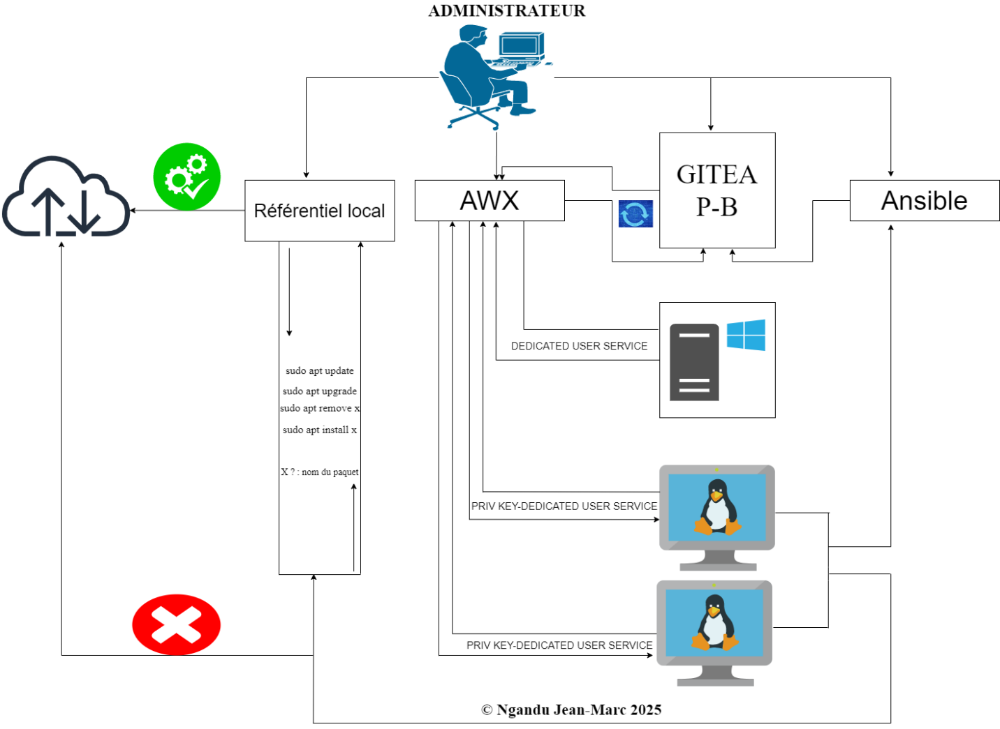 ADMINISTRATEUR
GITEA
P-B
Référentiel local
AWX
Ansible
DEDICATED USER SERVICE
sudo apt update
sudo apt upgrade
sudo apt remove x
sudo apt install x
X ? : nom du paquet
PRIV KEY-DEDICATED USER SERVICE
PRIV KEY-DEDICATED USER SERVICE
© Ngandu Jean-Marc 2025